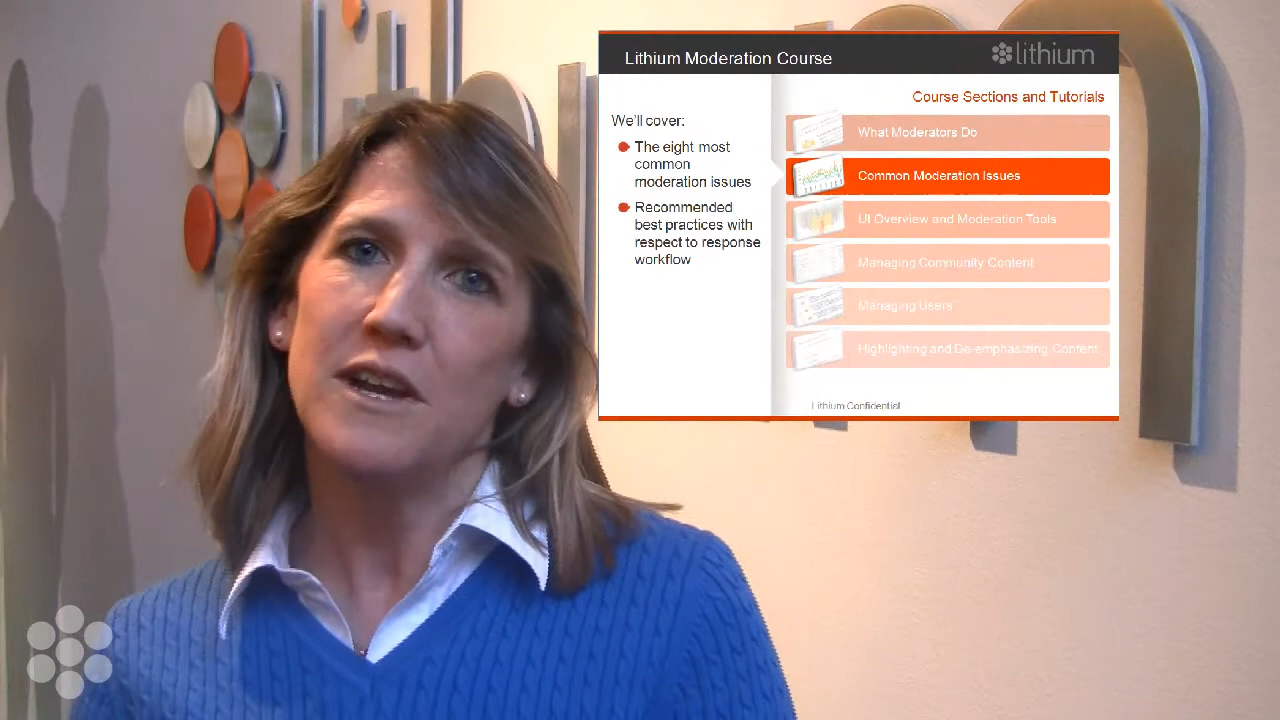 Lithium Moderation Course
lithium
Course Sections and Tutorials
We'll cover:
The eight most
common
moderation issues
Recommended
best practices with
respect to response
workflow
What Moderators Do
Common Moderation Issues
UI Overview and Moderation Tools
Managing Community Content
Managing Users
Highlighting and De-emphasizing Content
Lithium Confidential